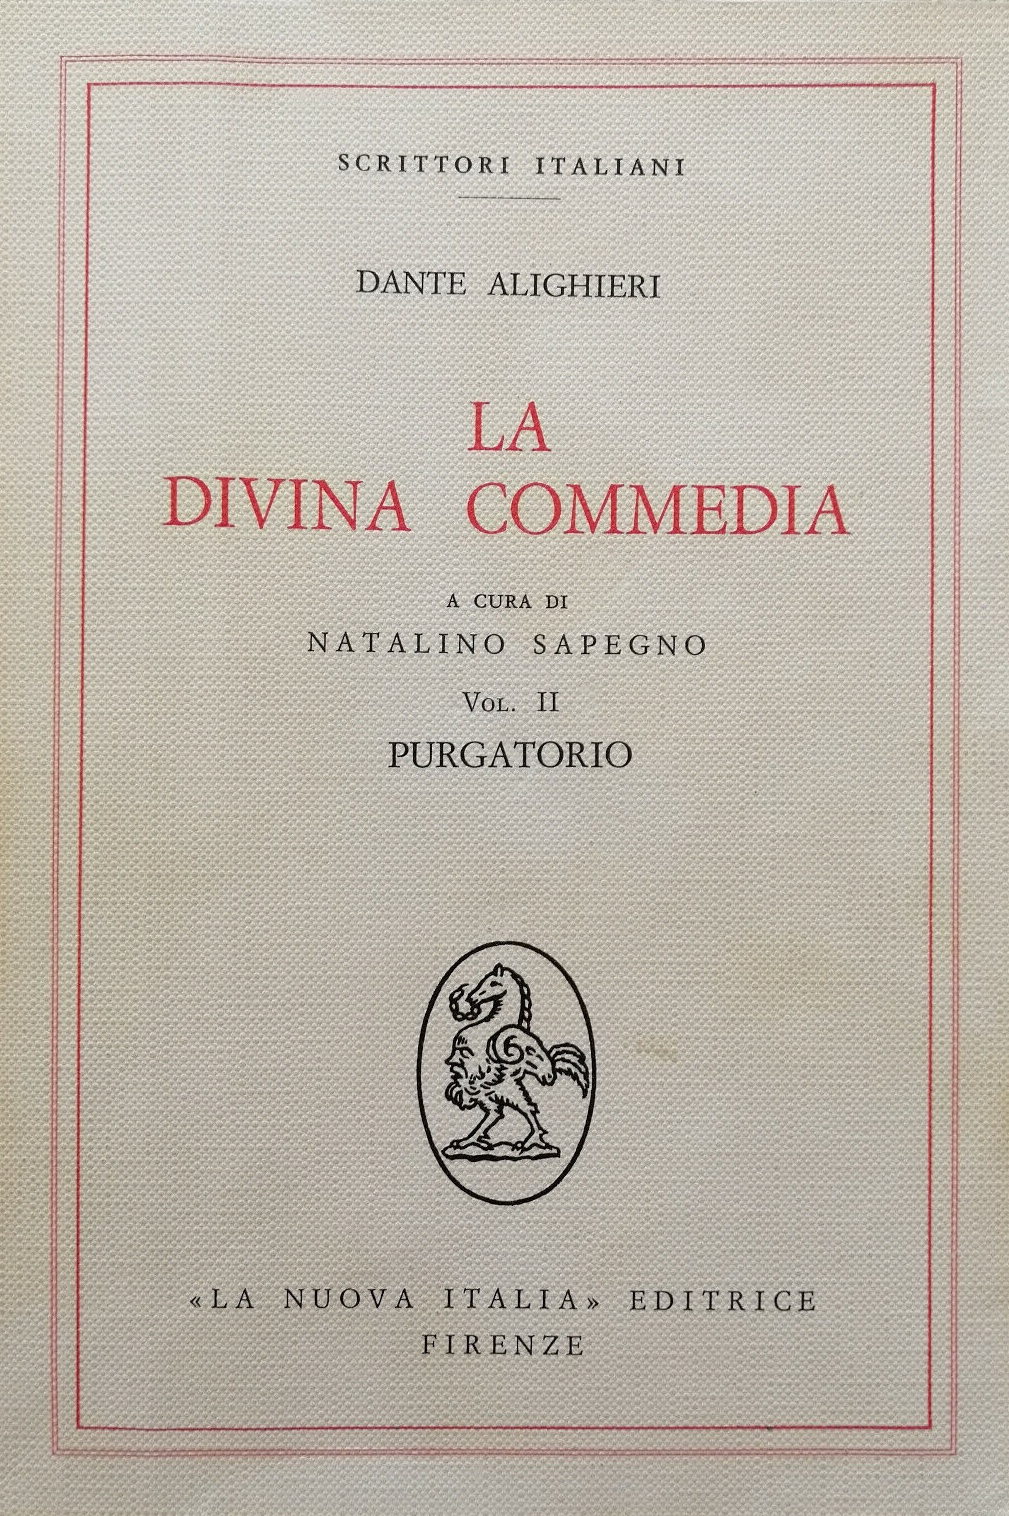 SCRITTORI ITALIANI
DANTE ALIGHIERI
LA
DIVINA COMMEDIA
A CURA DI
NATALINO SAPEGNO
VOL. II
PURGATORIO
«LA NUOVA ITALIA» EDITRICE
FIRENZE